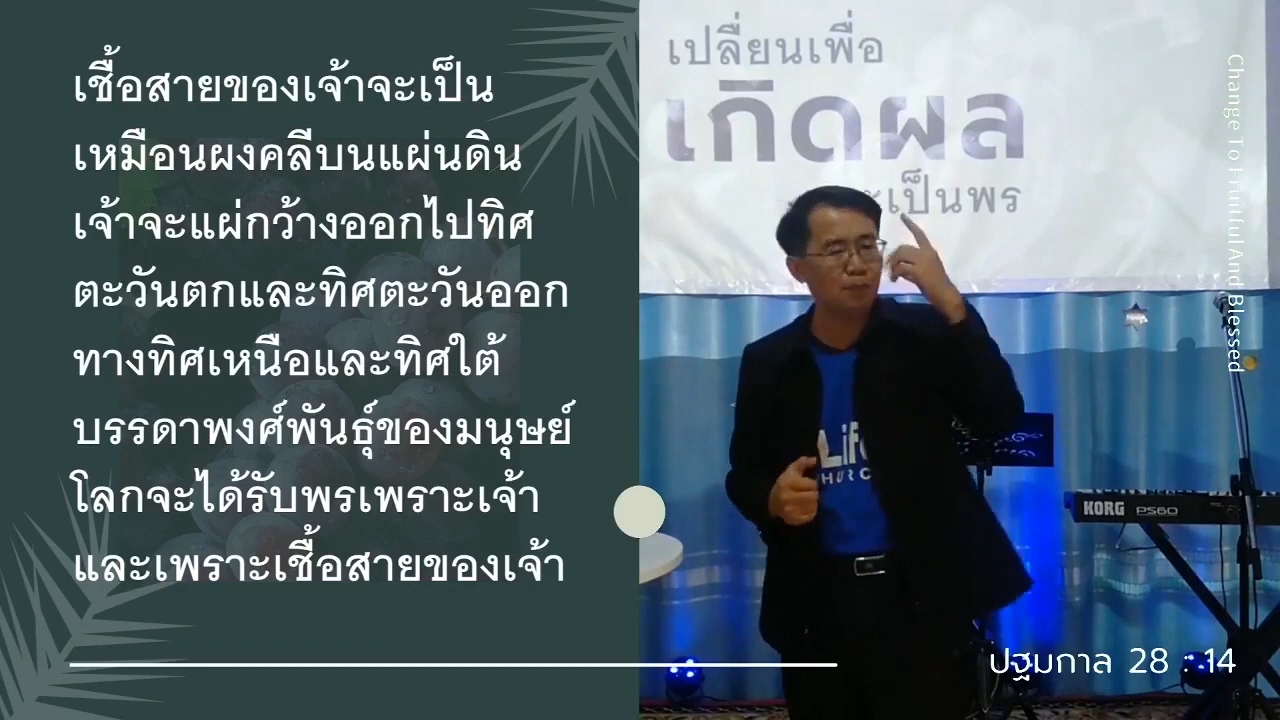 เชื้อสายของเจ้าจะเป็น
เหมือนผงคลีบนแผ่นดิน
เจ้าจะแผ่กว้างออกไปทิศ
ตะวันตกและทิศตะวันออก
ทางทิศเหนือและทิศใต้
บรรดาพงศ์พันธุ์ของมนุษย์
โลกจะได้รับพรเพราะเจ้า
และเพราะเชื้อสายของเจ้า
เปลี่ยนเพื่อ
เกิดผล
เป็นพร
Change To Fruitful And Blessed
Life
KORG PS60
ปฐมกาล 28 : 14